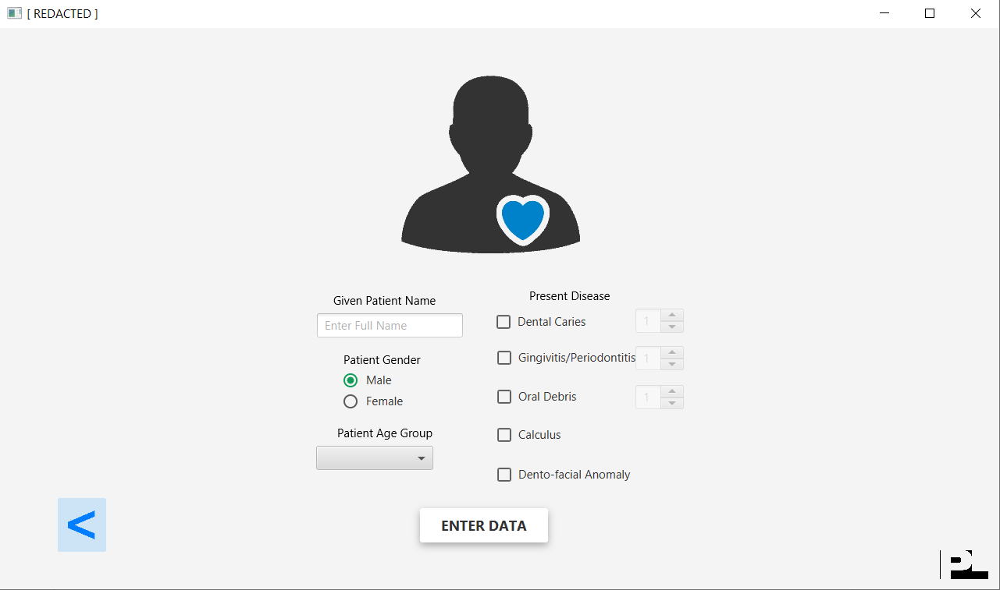 [ REDACTED ]
Given Patient Name
Enter Full Name
Patient Gender
Male
Female
Patient Age Group
Present Disease
Dental Caries 1
Gingivitis/Periodontitis 1
Oral Debris 1
Calculus
Dento-facial Anomaly
<
ENTER DATA